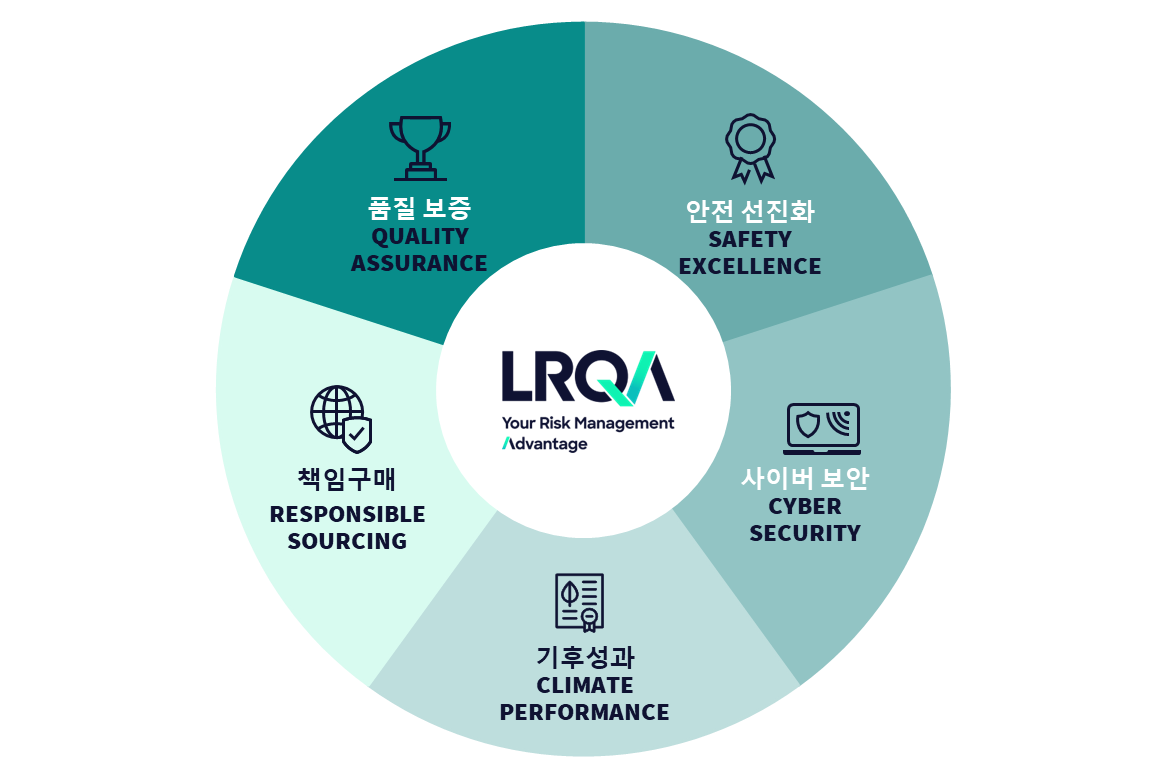 품질 보증
QUALITY
ASSURANCE
안전 선진화
SAFETY
EXCELLENCE
LRQA
Your Risk Management
Advantage
책임구매
RESPONSIBLE
SOURCING
사이버 보안
CYBER
SECURITY
기후성과
CLIMATE
PERFORMANCE